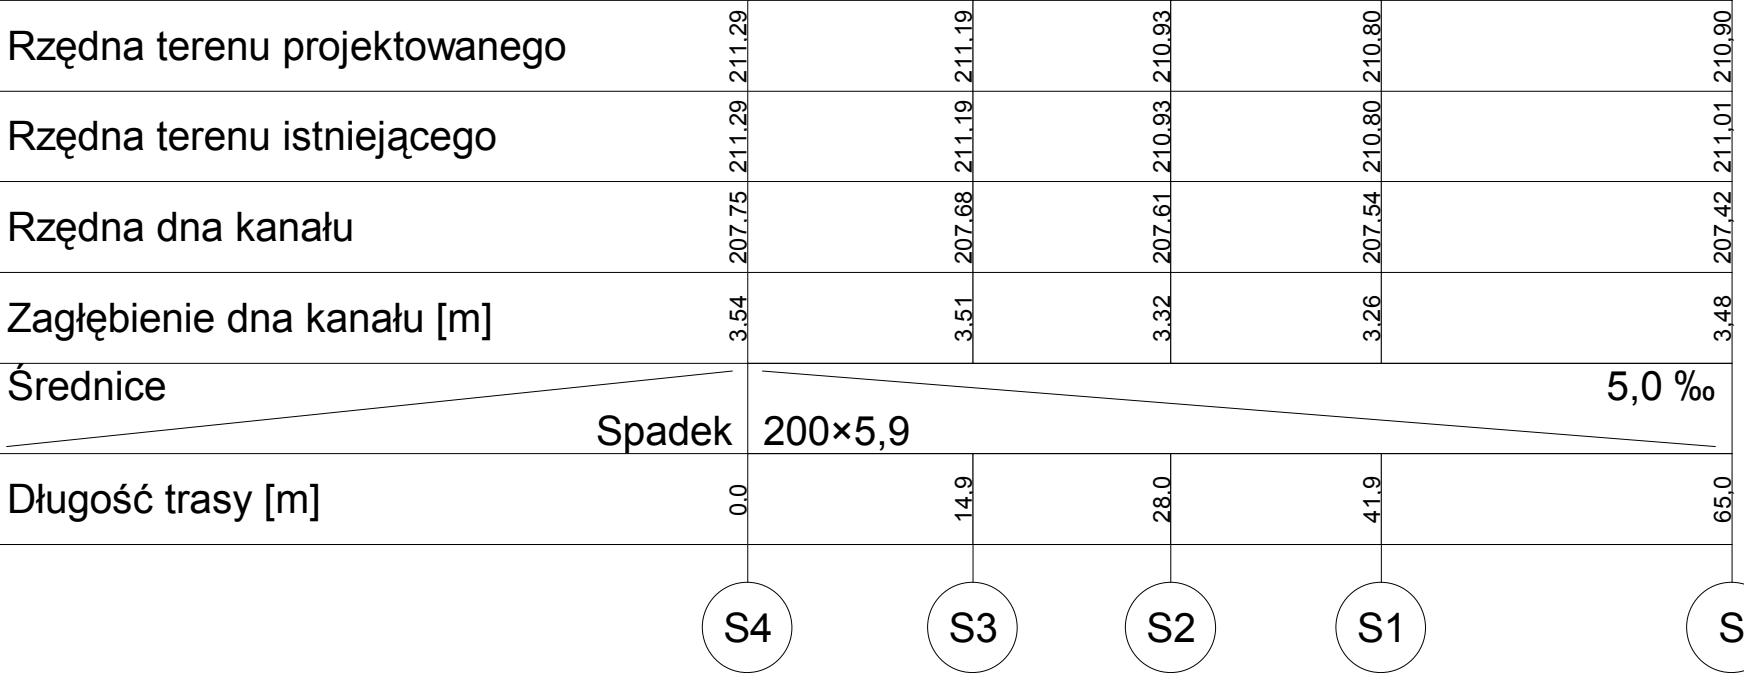 Rzędna terenu projektowanego 211.29 211.19 210.93 210.80 210,90
Rzędna terenu istniejącego 211.29 211.19 210.93 210.80 211,01
Rzędna dna kanału 207.75 207.68 207.61 207.54 207,42
Zagłębienie dna kanału [m] 3.54 3.51 3.32 3.26 3,48
Średnice 5,0 ‰
Spadek 200×5,9
Długość trasy [m] 0.0 14.9 28.0 41.9 65,0
S4 S3 S2 S1 S